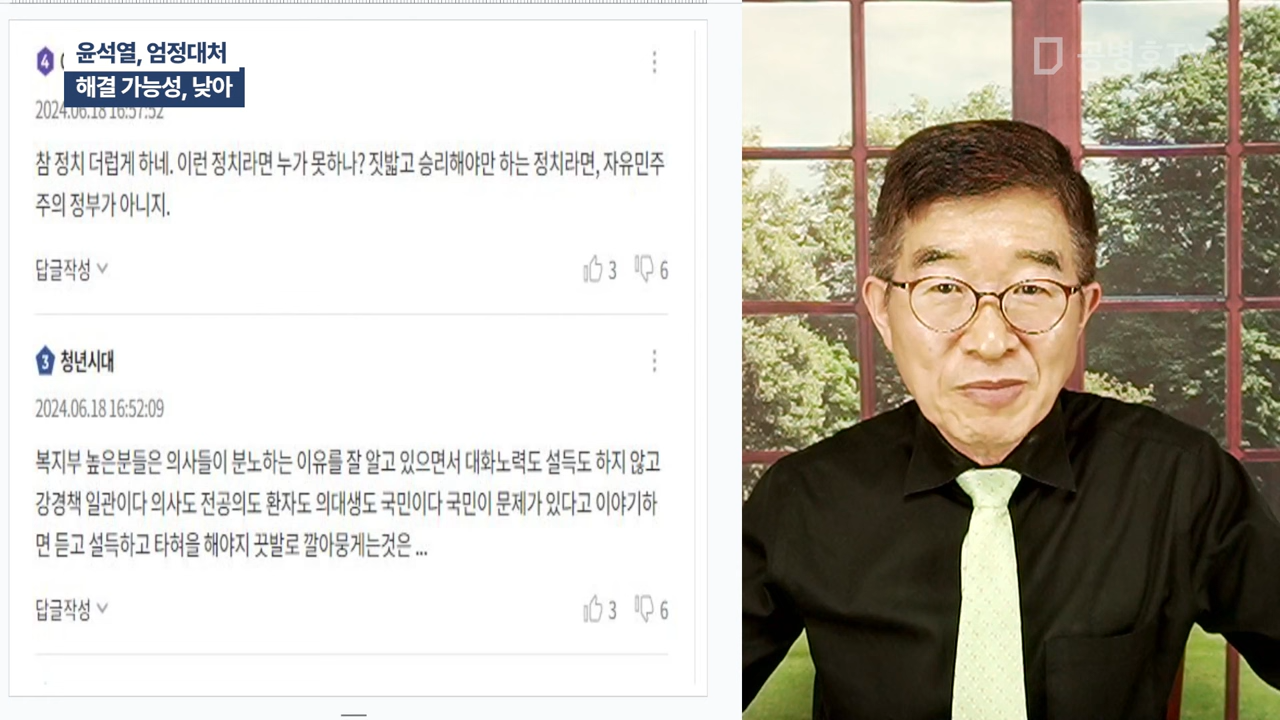 윤석열, 엄정대처
해결 가능성, 낮아
공병호TV
4
2024.06.18 16:57:52
참 정치 더럽게 하네. 이런 정치라면 누가 못하나? 짓밟고 승리해야만 하는 정치라면, 자유민주
주의 정부가 아니지.
답글작성
3
6
3 청년시대
2024.06.18 16:52:09
복지부 높은분들은 의사들이 분노하는 이유를 잘 알고 있으면서 대화노력도 설득도 하지 않고
강경책 일관이다 의사도 전공의도 환자도 의대생도 국민이다 국민이 문제가 있다고 이야기하
면 듣고 설득하고 타혀을 해야지 끗발로 깔아뭉게는것은 ...
답글작성
3
6